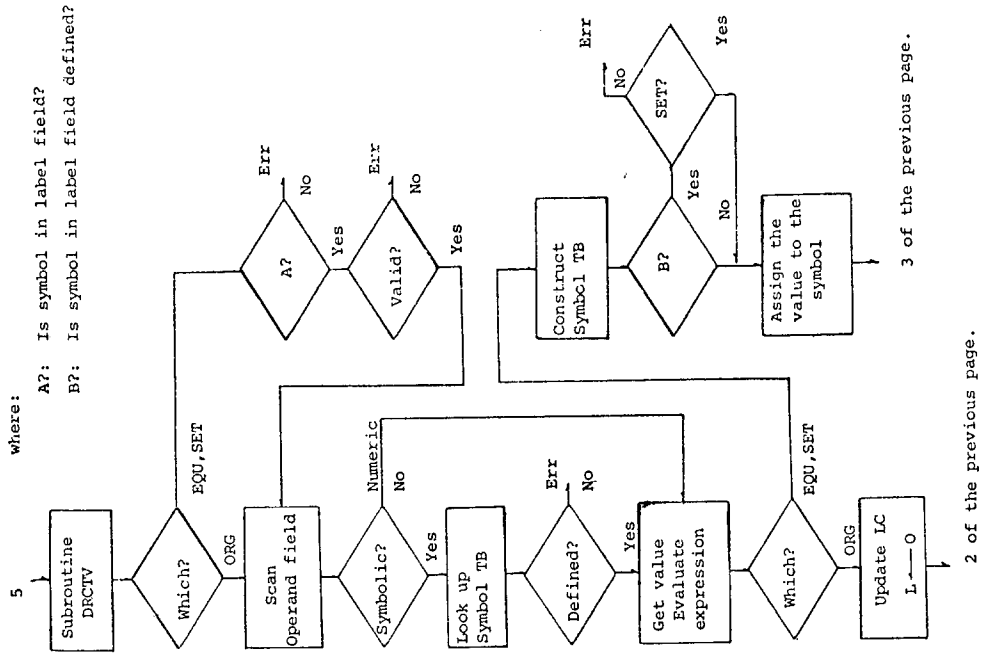 5
where:
A?: Is symbol in label field?
B?: Is symbol in label field defined?
Subroutine
DRCTV
Which?
EQU,SET
ORG
A?
Err
No
Yes
Valid?
Err
No
Yes
Scan
Operand field
Symbolic?
Numeric
No
Yes
Look up
Symbol TB
Defined?
Err
No
Yes
Get value
Evaluate
expression
Which?
EQU,SET
ORG
Update LC
L O
2 of the previous page.
Construct
Symbol TB
B?
Yes
No
SET?
No
Err
Yes
Assign the
value to the
symbol
3 of the previous page.